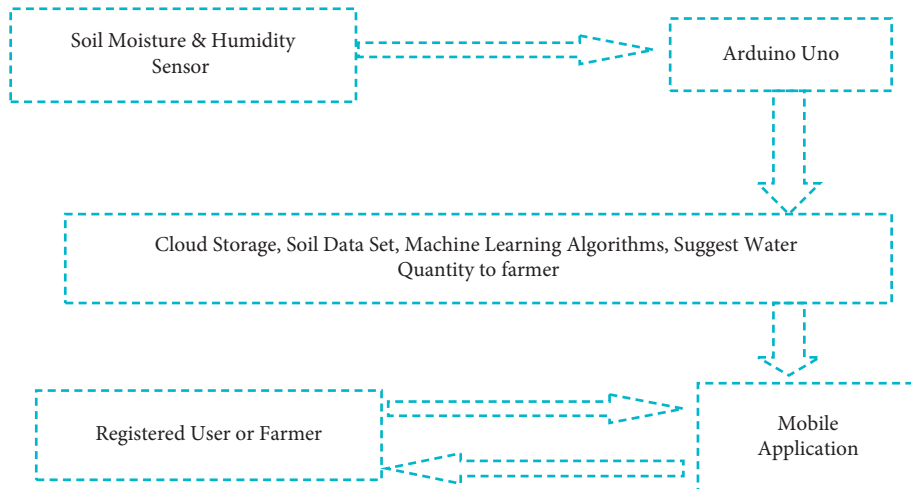 Soil Moisture & Humidity
Sensor
Arduino Uno
Cloud Storage, Soil Data Set, Machine Learning Algorithms, Suggest Water
Quantity to farmer
Registered User or Farmer
Mobile
Application